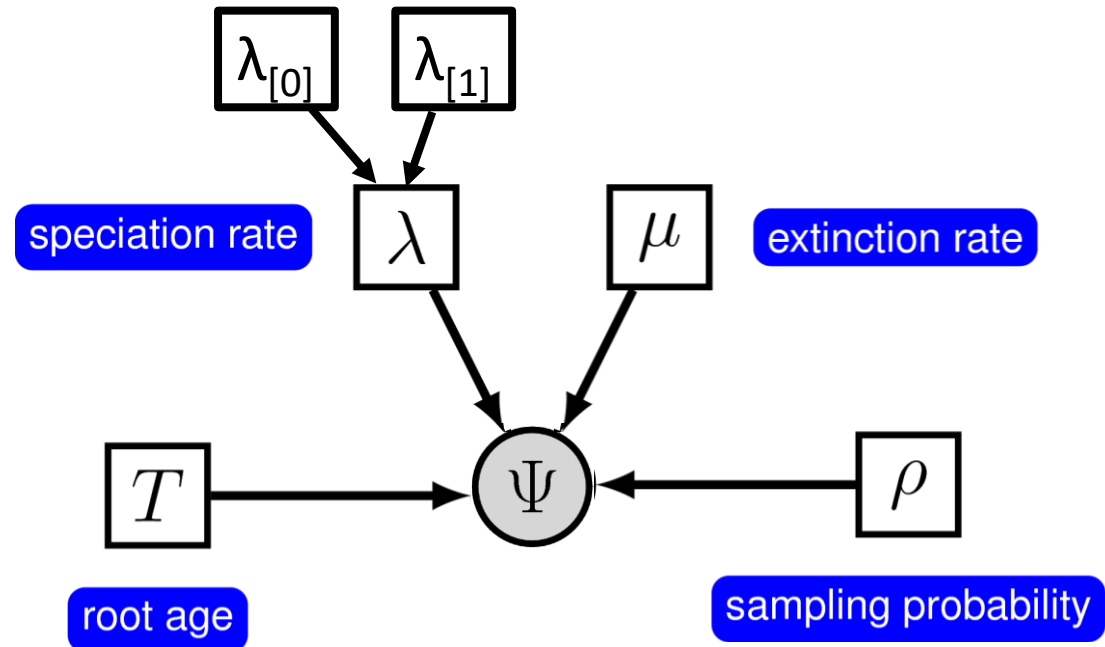 λ[0]
λ[1]
speciation rate
λ
μ
extinction rate
T
Ψ
ρ
root age
sampling probability